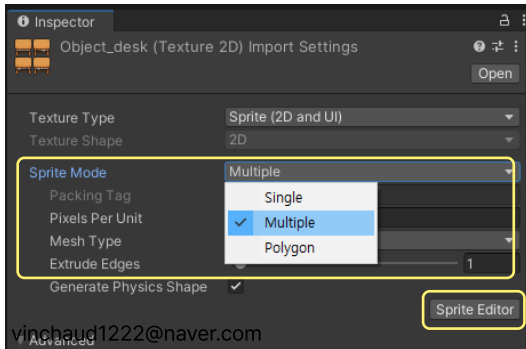 Inspector
Object_desk (Texture 2D) Import Settings
Open
Texture Type Sprite (2D and UI)
Texture Shape 2D
Sprite Mode Multiple
Packing Tag Single
Pixels Per Unit Multiple
Mesh Type Polygon
Extrude Edges 1
Generate Physics Shape
Sprite Editor
vinchaud1222@naver.com
Advanced